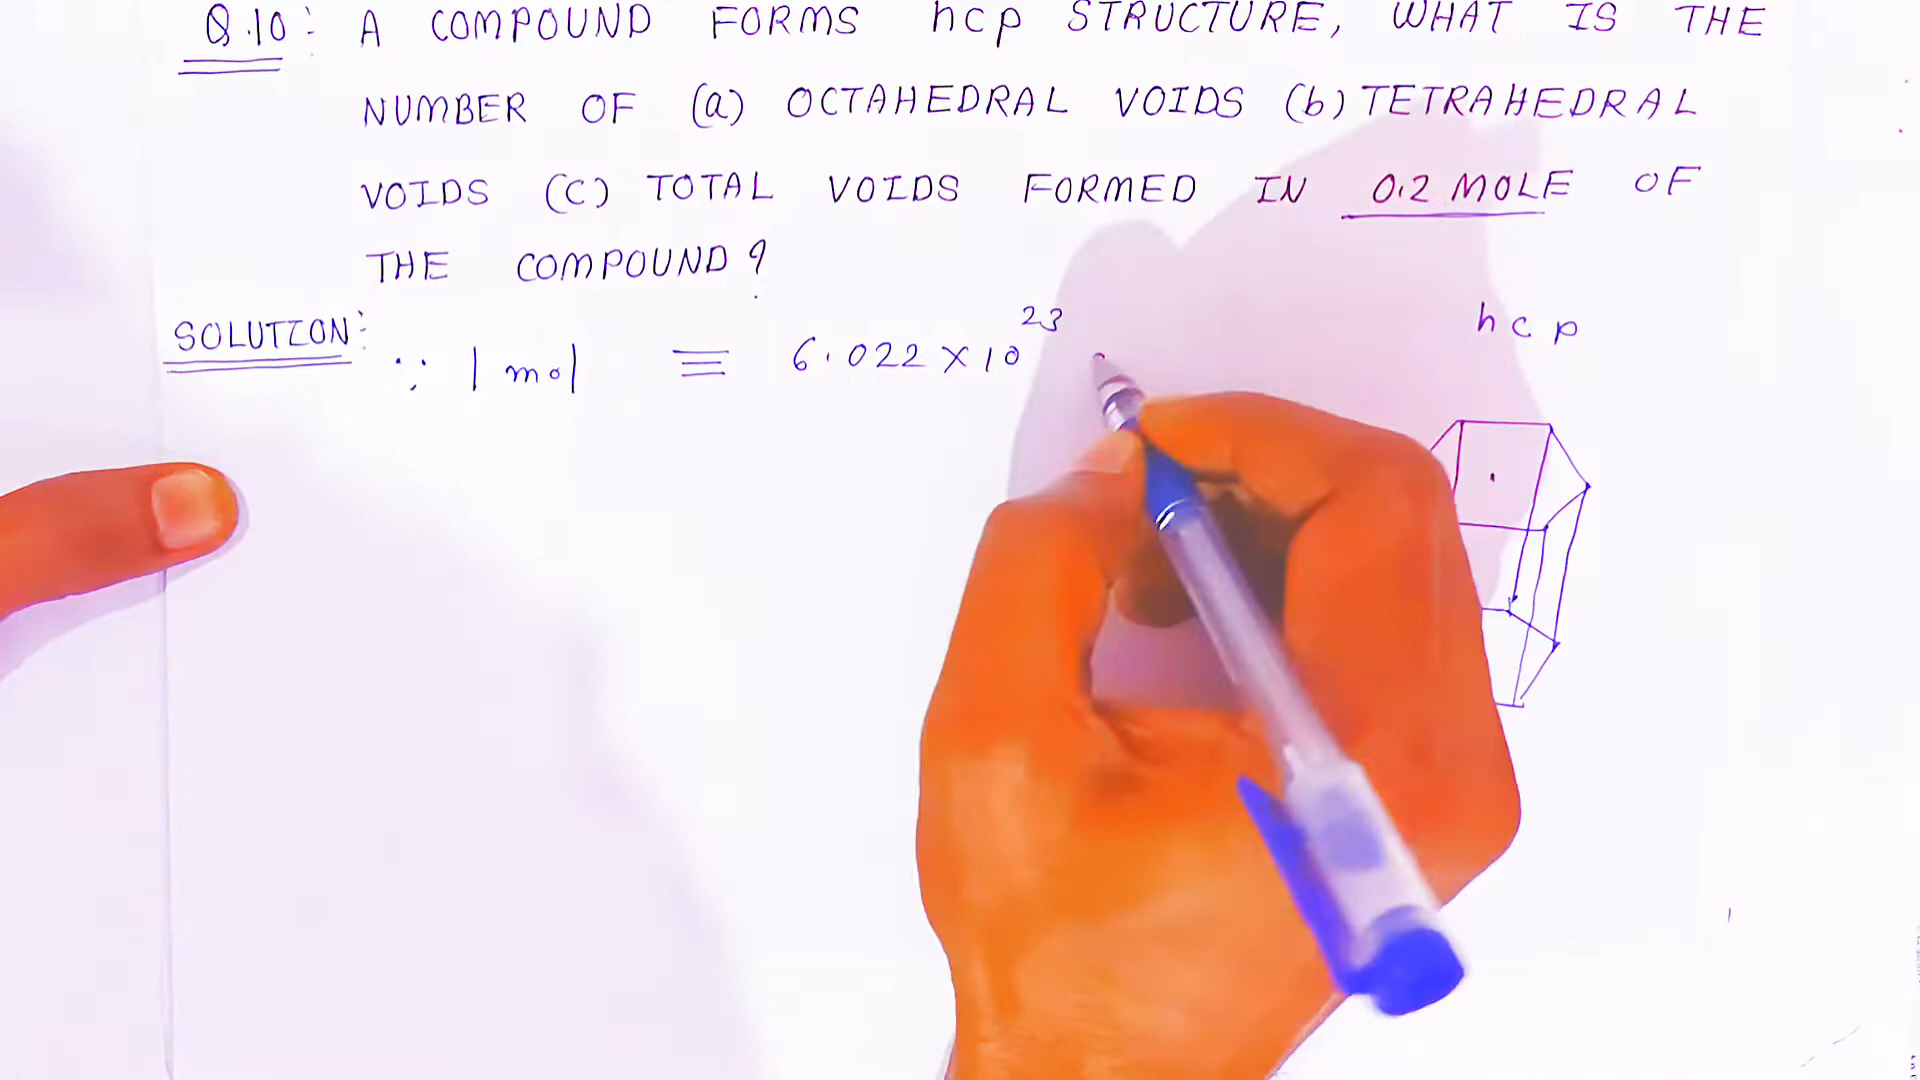 Q.10: A COMPOUND FORMS hcp STRUCTURE, WHAT IS THE
NUMBER OF (a) OCTAHEDRAL VOIDS (b) TETRAHEDRAL
VOIDS (C) TOTAL VOIDS FORMED IN 0.2 MOLE OF
THE COMPOUND?
SOLUTION:
∵ 1 mol ≡ 6.022 × 10²³
hcp